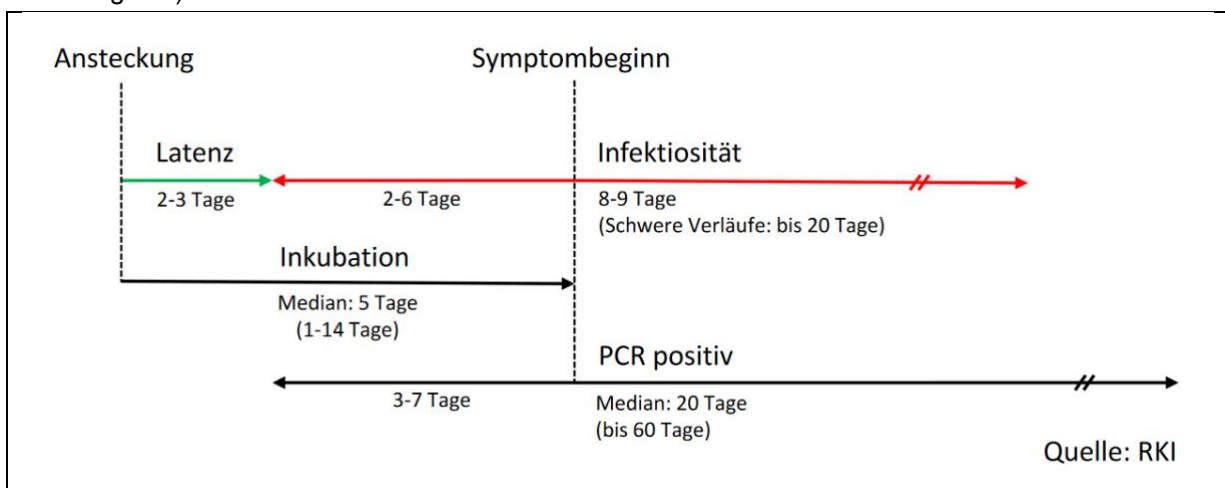 Ansteckung
Symptombeginn
Latenz
Infektiosität
2-3 Tage
2-6 Tage
8-9 Tage
(Schwere Verläufe: bis 20 Tage)
Inkubation
Median: 5 Tage
(1-14 Tage)
PCR positiv
3-7 Tage
Median: 20 Tage
(bis 60 Tage)
Quelle: RKI